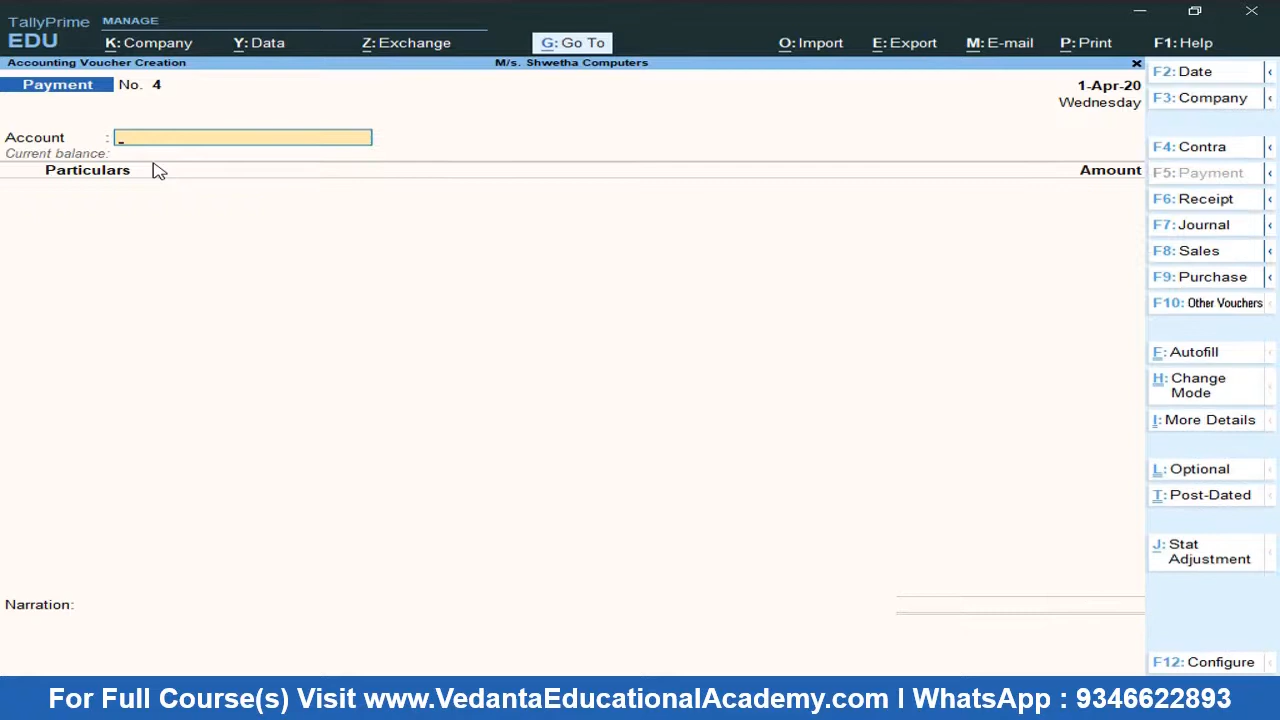 TallyPrime MANAGE
EDU K: Company Y: Data Z: Exchange G: Go To O: Import E: Export M: E-mail P: Print F1: Help
Accounting Voucher Creation M/s. Shwetha Computers
Payment No. 4 1-Apr-20
Wednesday
Account :
Current balance:
Particulars Amount
Narration:
F2: Date
F3: Company
F4: Contra
F5: Payment
F6: Receipt
F7: Journal
F8: Sales
F9: Purchase
F10: Other Vouchers
F: Autofill
H: Change
Mode
I: More Details
L: Optional
T: Post-Dated
J: Stat
Adjustment
F12: Configure
For Full Course(s) Visit www.VedantaEducationalAcademy.com I WhatsApp : 9346622893